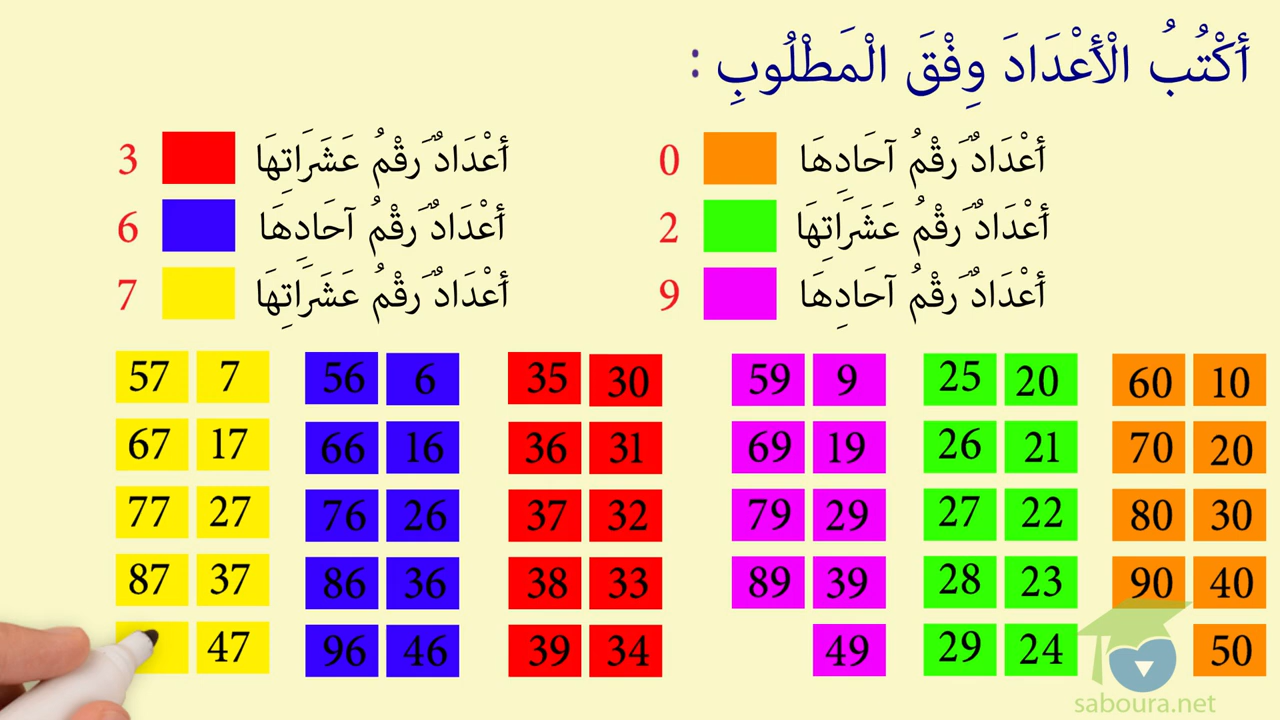 أَكْتُبُ الْأَعْدَادَ وِفْقَ الْمَطْلُوبِ :
أَعْدَادٌ رَقْمُ آحَادِهَا 0
أَعْدَادٌ رَقْمُ عَشَرَاتِهَا 3
أَعْدَادٌ رَقْمُ عَشَرَاتِهَا 2
أَعْدَادٌ رَقْمُ آحَادِهَا 6
أَعْدَادٌ رَقْمُ آحَادِهَا 9
أَعْدَادٌ رَقْمُ عَشَرَاتِهَا 7
57 7 56 6 35 30 59 9 25 20 60 10
67 17 66 16 36 31 69 19 26 21 70 20
77 27 76 26 37 32 79 29 27 22 80 30
87 37 86 36 38 33 89 39 28 23 90 40
47 96 46 39 34 49 29 24 50
saboura.net